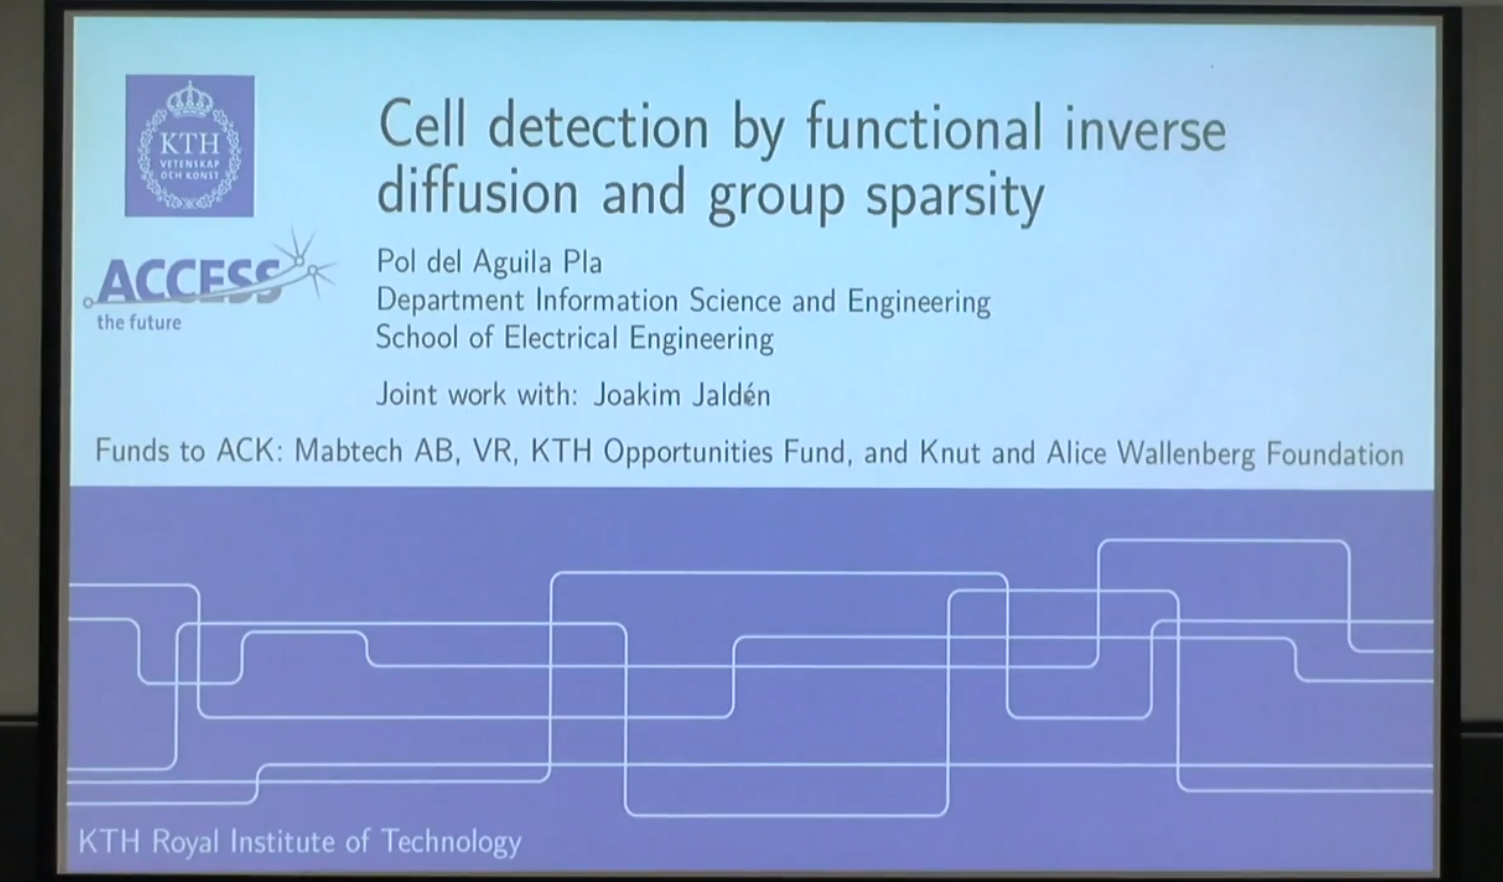 KTH
VETENSKAP
OCH KONST
ACCESS
the future
Cell detection by functional inverse
diffusion and group sparsity
Pol del Aguila Pla
Department Information Science and Engineering
School of Electrical Engineering
Joint work with: Joakim Jaldén
Funds to ACK: Mabtech AB, VR, KTH Opportunities Fund, and Knut and Alice Wallenberg Foundation
KTH Royal Institute of Technology